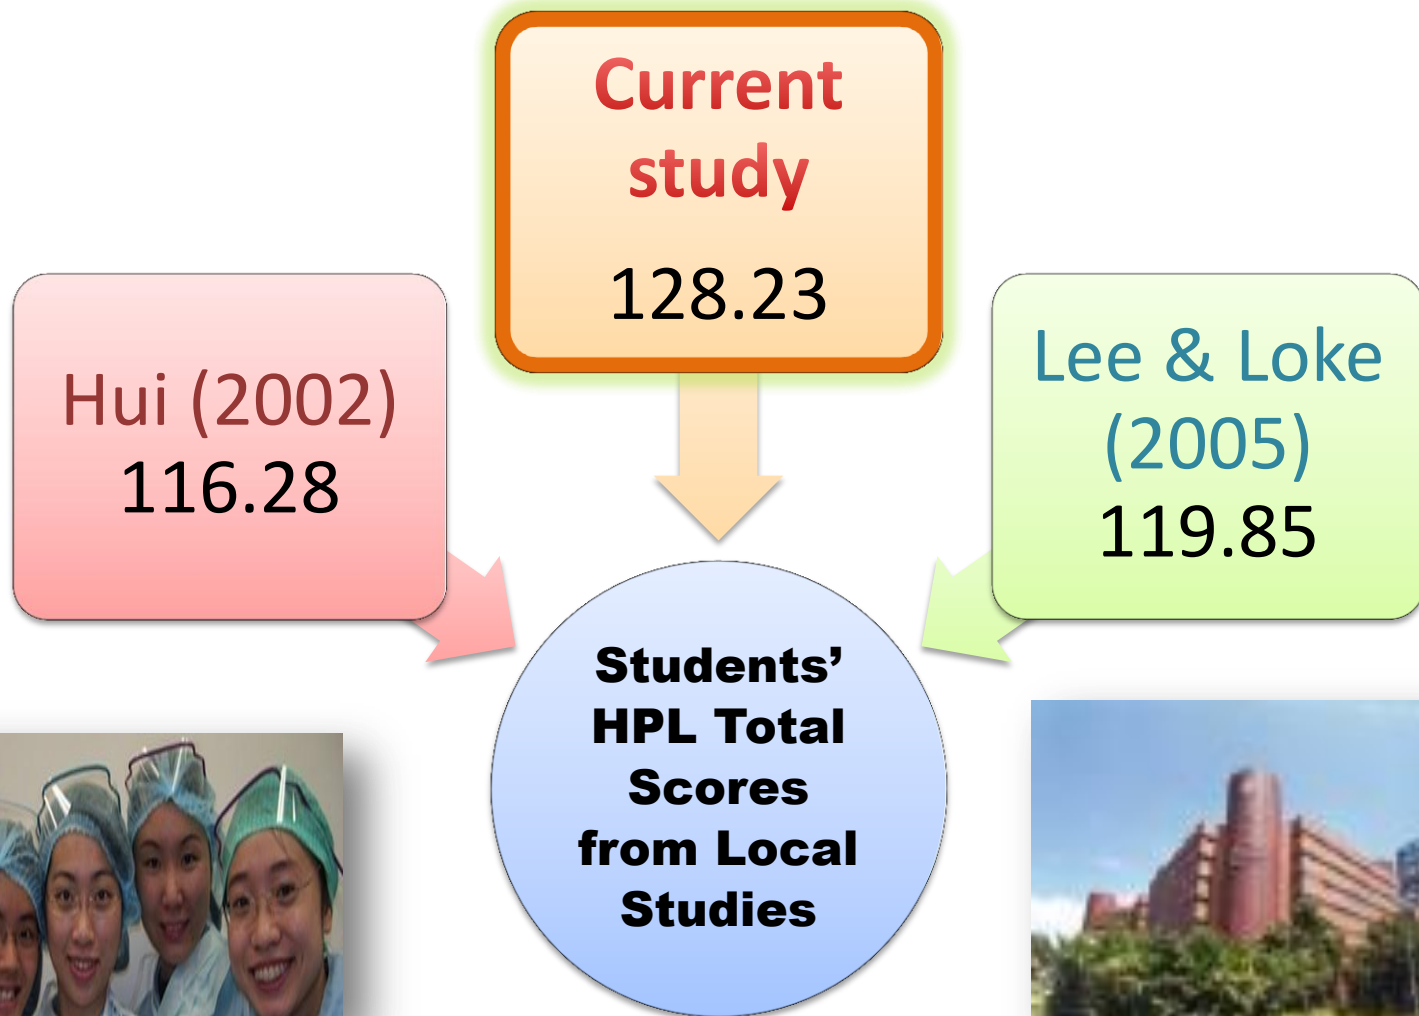 Current
study
128.23
Hui (2002)
116.28
Lee & Loke
(2005)
119.85
Students’
HPL Total
Scores
from Local
Studies